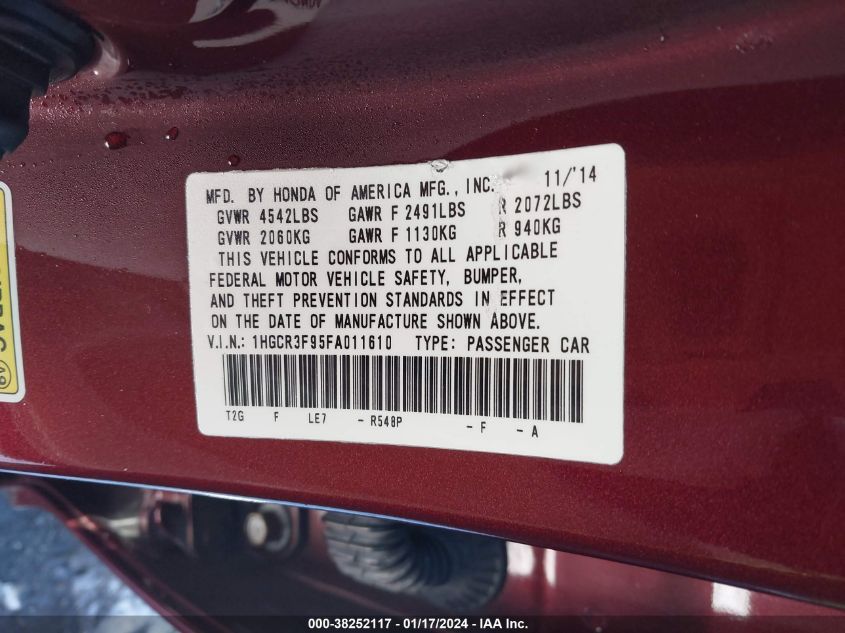 MFD. BY HONDA OF AMERICA MFG., INC. 11/'14
GVWR 4542LBS GAWR F 2491LBS R 2072LBS
GVWR 2060KG GAWR F 1130KG R 940KG
THIS VEHICLE CONFORMS TO ALL APPLICABLE
FEDERAL MOTOR VEHICLE SAFETY, BUMPER,
AND THEFT PREVENTION STANDARDS IN EFFECT
ON THE DATE OF MANUFACTURE SHOWN ABOVE.
V.I.N.: 1HGCR3F95FA011610 TYPE: PASSENGER CAR
T2G F LE7 - R548P - F - A
000-38252117 - 01/17/2024 - IAA, Inc.